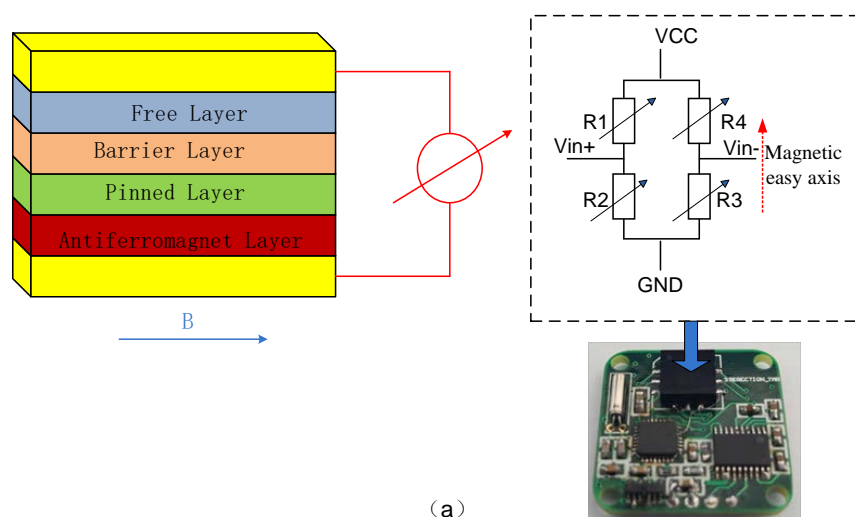 Free Layer
Barrier Layer
Pinned Layer
Antiferromagnet Layer
B
VCC
R1
R4
Vin+
Vin-
Magnetic
easy axis
R2
R3
GND
(a)